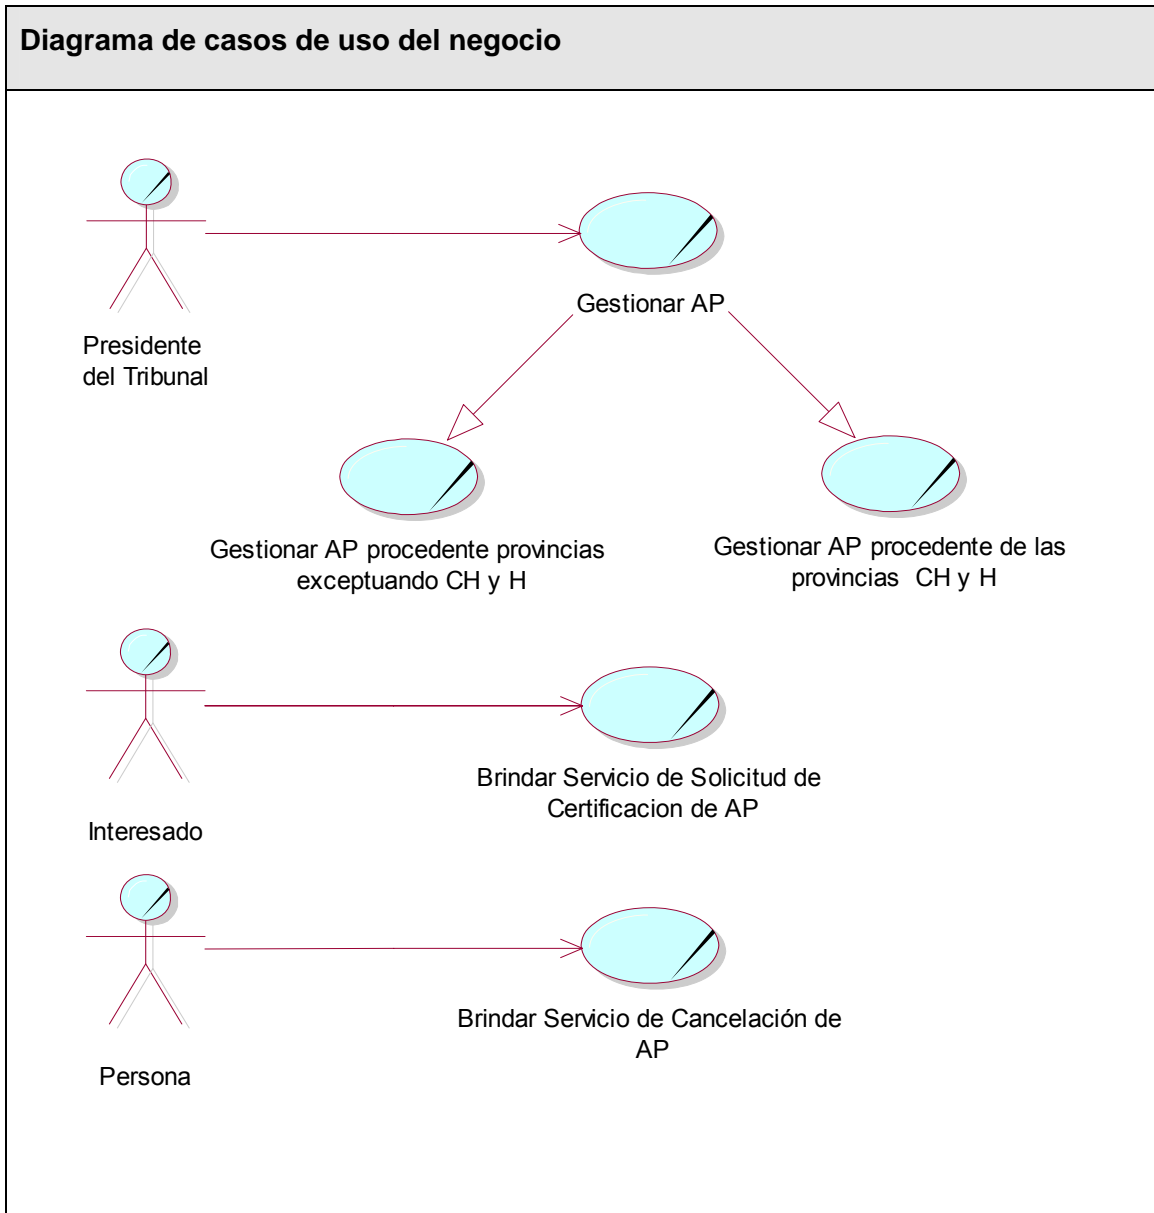 Diagrama de casos de uso del negocio
Gestionar AP
Presidente
del Tribunal
Gestionar AP procedente provincias
exceptuando CH y H
Gestionar AP procedente de las
provincias CH y H
Brindar Servicio de Solicitud de
Certificacion de AP
Interesado
Brindar Servicio de Cancelación de
AP
Persona